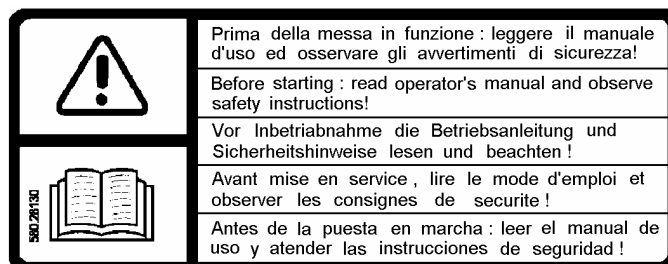 Prima della messa in funzione : leggere il manuale
d'uso ed osservare gli avvertimenti di sicurezza!
Before starting : read operator's manual and observe
safety instructions!
Vor Inbetriabnahme die Betriebsanleitung und
Sicherheitshinweise lesen und beachten !
Avant mise en service , lire le mode d'emploi et
observer les consignes de securite !
Antes de la puesta en marcha : leer el manual de
uso y atender las instrucciones de seguridad !
580.28130